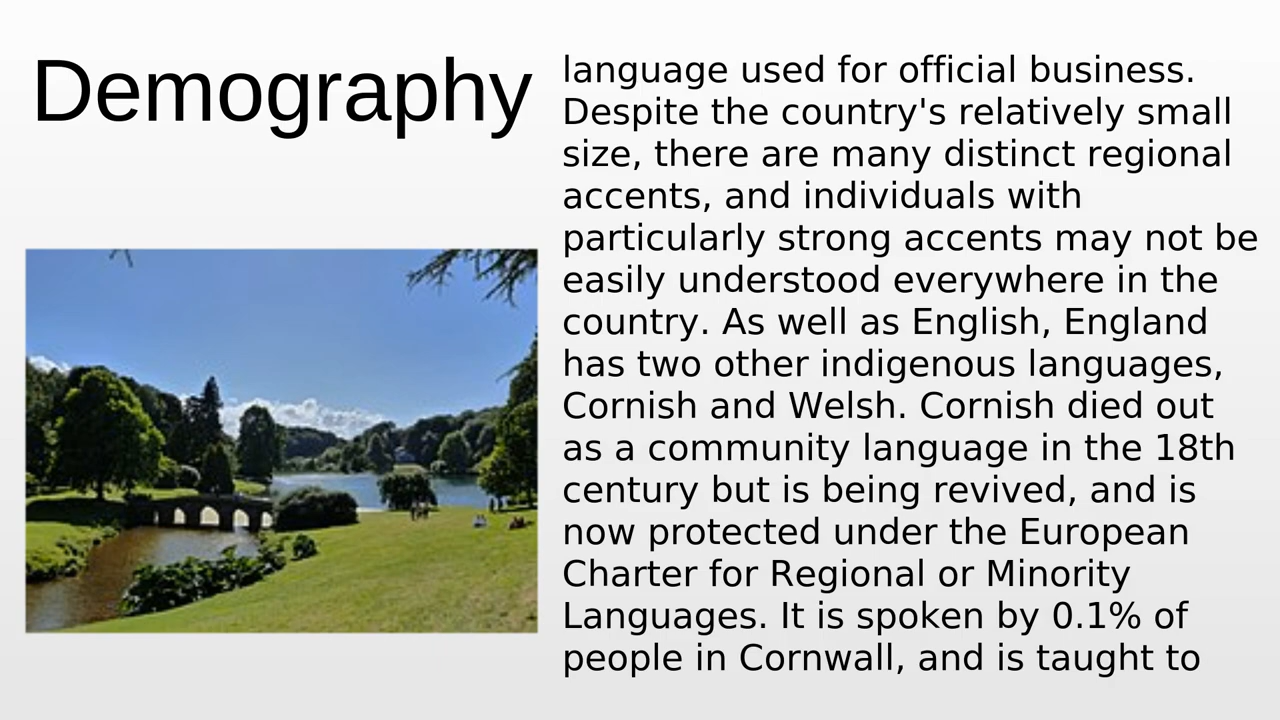 Demography
language used for official business.
Despite the country's relatively small
size, there are many distinct regional
accents, and individuals with
particularly strong accents may not be
easily understood everywhere in the
country. As well as English, England
has two other indigenous languages,
Cornish and Welsh. Cornish died out
as a community language in the 18th
century but is being revived, and is
now protected under the European
Charter for Regional or Minority
Languages. It is spoken by 0.1% of
people in Cornwall, and is taught to